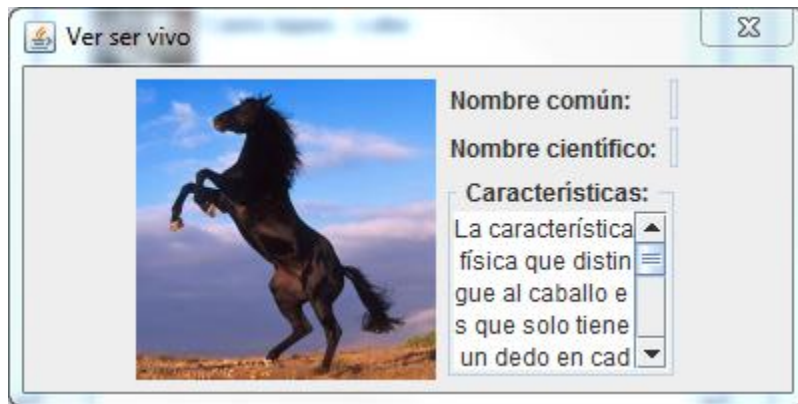 Ver ser vivo
Nombre común:
Nombre científico:
Características:
La característica
física que distin
gue al caballo e
s que solo tiene
un dedo en cad